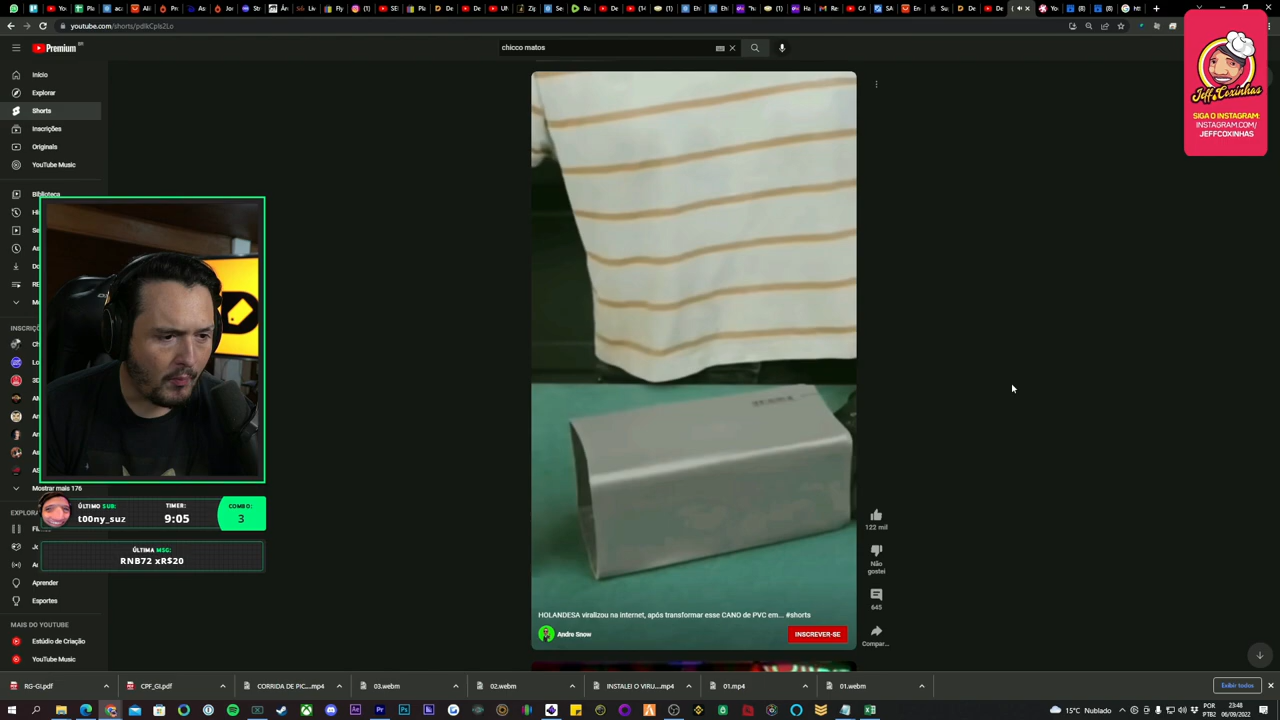 youtube.com/shorts/pdlkCpls2Lo
Premium
BR
chicco matos
Início
Explorar
Shorts
Inscrições
Originals
YouTube Music
Biblioteca
Mostrar mais 176
Aprender
Esportes
MAIS DO YOUTUBE
Estúdio de Criação
YouTube Music
ÚLTIMO SUB:
t00ny_suz
TIMER:
9:05
COMBO:
3
ÚLTIMA MSG:
RNB72 xR$20
122 mil
Não
gostei
645
Compar...
HOLANDESA viralizou na internet, após transformar esse CANO de PVC em... #shorts
Andre Snow
INSCREVER-SE
Jeff Coxinhas
SIGA O INSTAGRAM:
INSTAGRAM.COM/
JEFFCOXINHAS
RG-GI.pdf
CPF_GI.pdf
CORRIDA DE PIC....mp4
03.webm
02.webm
INSTALEI O VIRU....mp4
01.mp4
01.webm
Exibir todos
15°C Nublado
POR
PTB2
23:48
06/09/2022